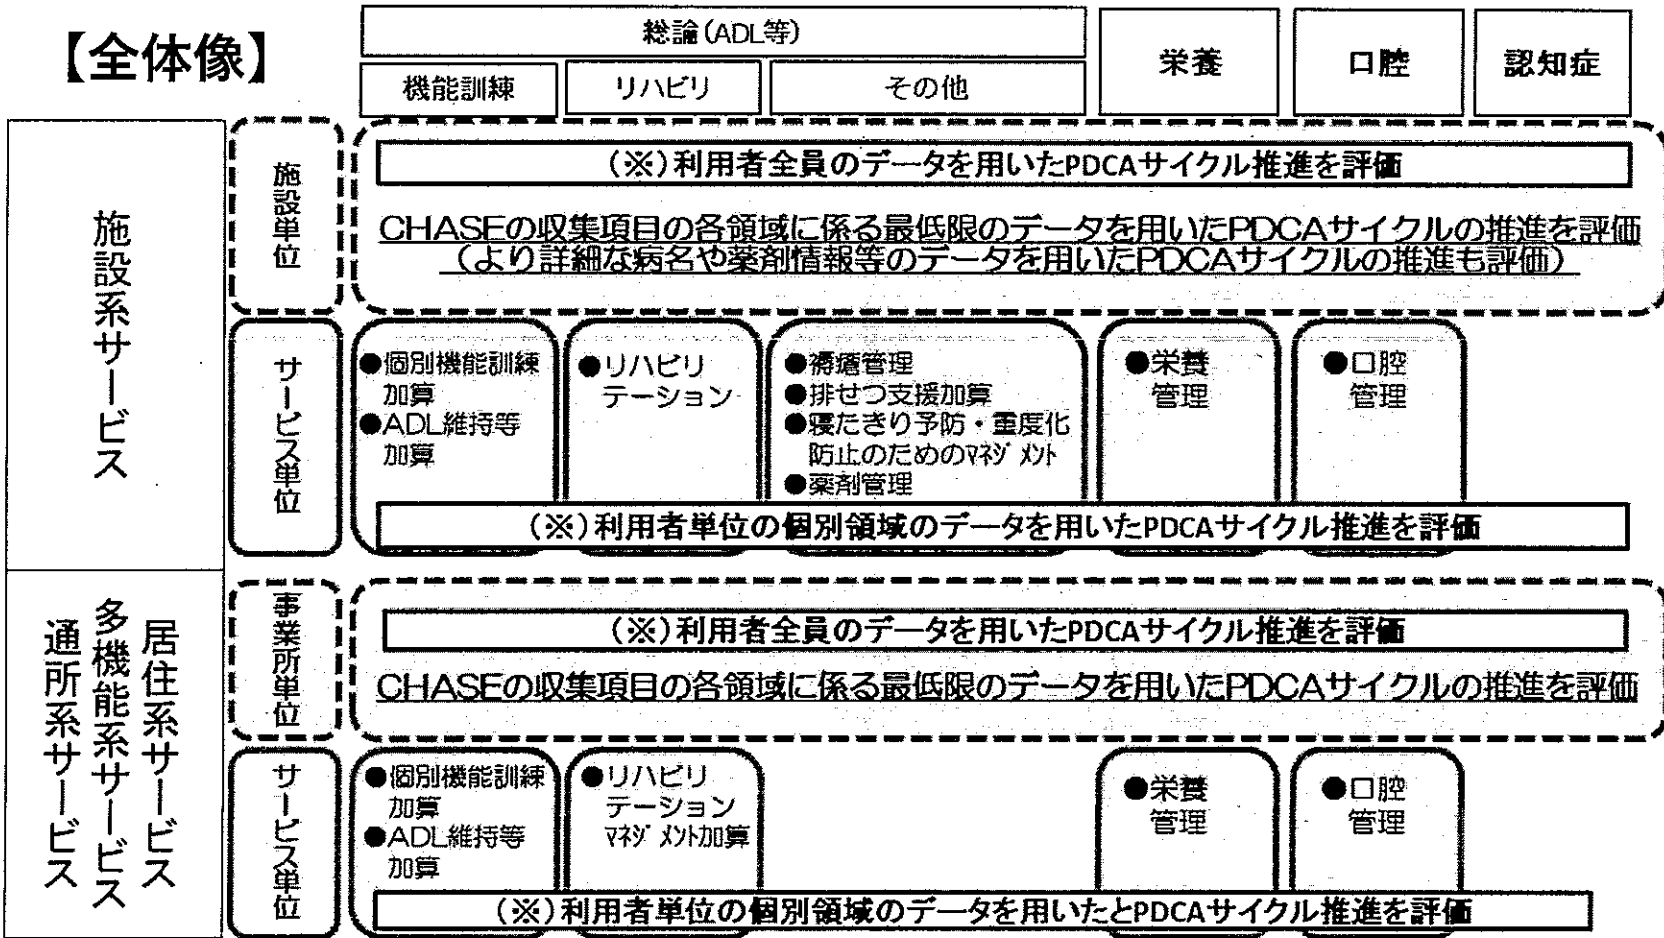 【全体像】
総論(ADL等)
機能訓練
リハビリ
その他
栄養
口腔
認知症
施設系サービス
施設単位
(※)利用者全員のデータを用いたPDCAサイクル推進を評価
CHASEの収集項目の各領域に係る最低限のデータを用いたPDCAサイクルの推進を評価
(より詳細な病名や薬剤情報等のデータを用いたPDCAサイクルの推進も評価)
サービス単位
●個別機能訓練
加算
●ADL維持等
加算
●リハビリ
テーション
●褥瘡管理
●排せつ支援加算
●寝たきり予防・重度化
防止のためのマネジメント
●薬剤管理
●栄養
管理
●口腔
管理
(※)利用者単位の個別領域のデータを用いたPDCAサイクル推進を評価
居住系サービス
多機能系サービス
通所系サービス
事業所単位
(※)利用者全員のデータを用いたPDCAサイクル推進を評価
CHASEの収集項目の各領域に係る最低限のデータを用いたPDCAサイクルの推進を評価
サービス単位
●個別機能訓練
加算
●ADL維持等
加算
●リハビリ
テーション
マネジメント加算
●栄養
管理
●口腔
管理
(※)利用者単位の個別領域のデータを用いたとPDCAサイクル推進を評価